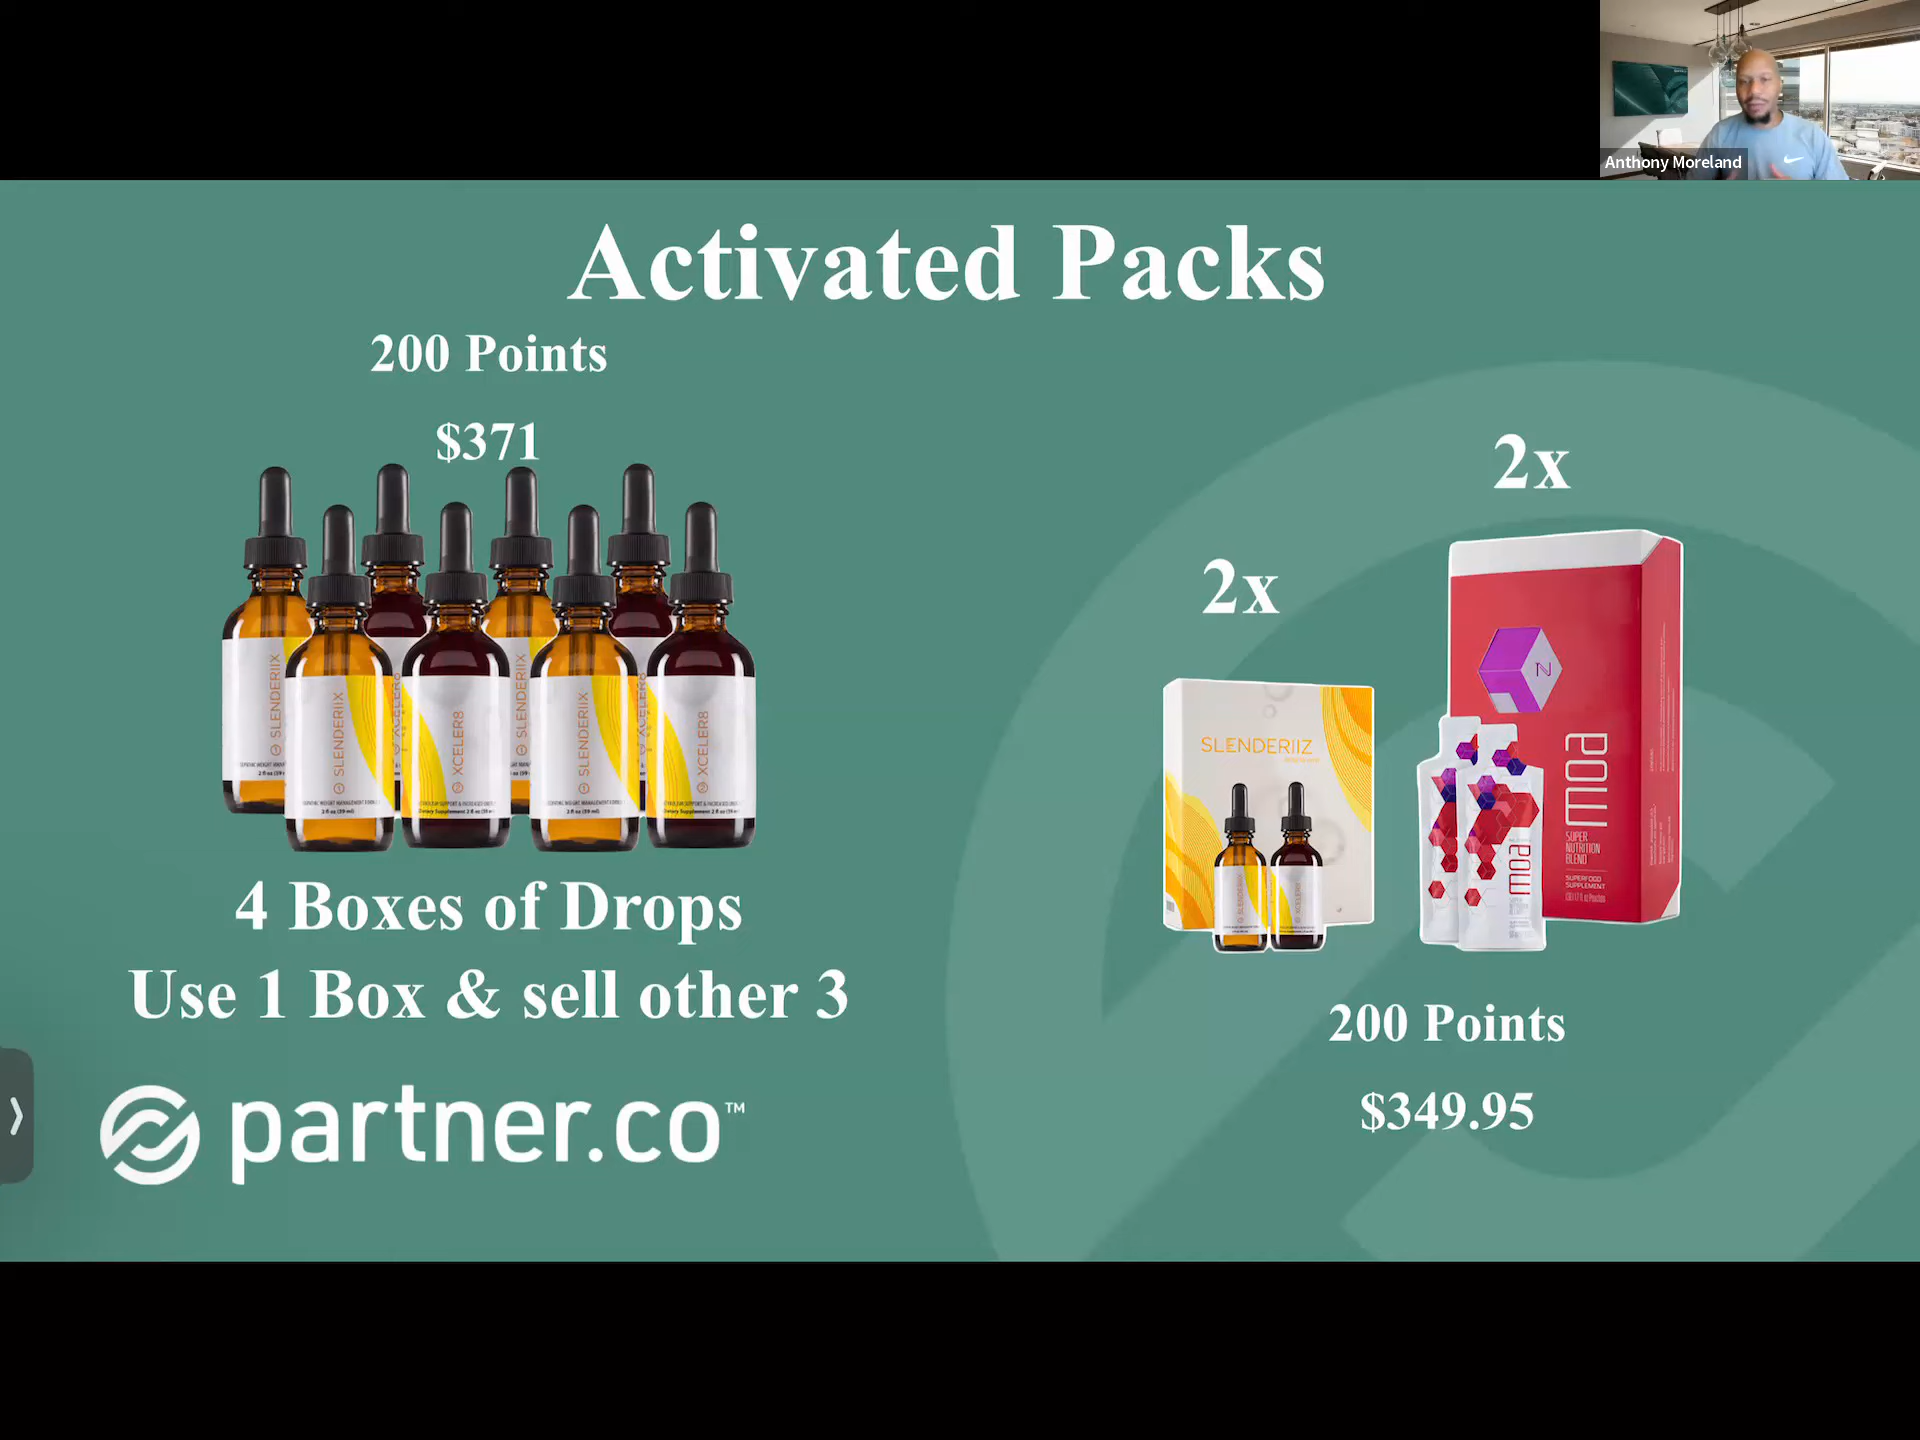 Anthony Moreland
Activated Packs
200 Points
$371
SLENDERIIX
SLENDERIIX
XCELER8
SLENDERIIX
SLENDERIIX
XCELER8
XCELER8
4 Boxes of Drops
Use 1 Box & sell other 3
partner.co™
2x
2x
SLENDERIIZ
moa
SUPER
NUTRITION
BLEND
SUPERFOOD
SUPPLEMENT
moa
200 Points
$349.95